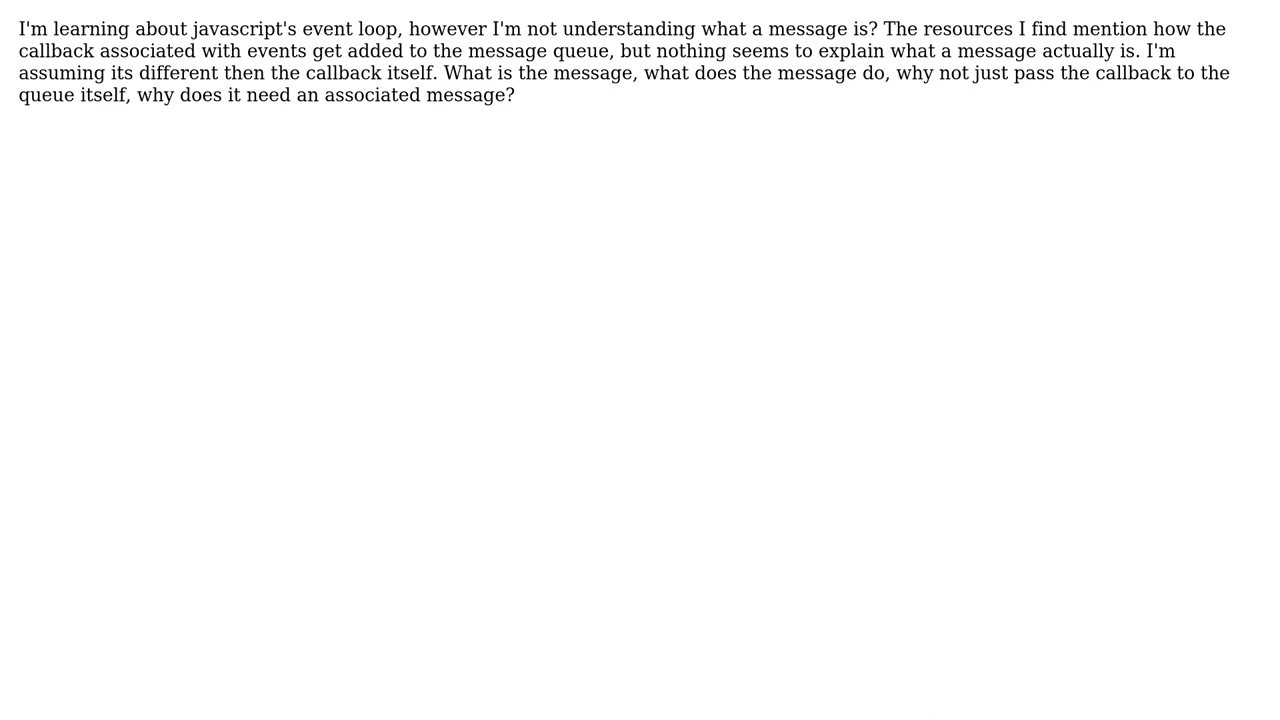 I'm learning about javascript's event loop, however I'm not understanding what a message is? The resources I find mention how the
callback associated with events get added to the message queue, but nothing seems to explain what a message actually is. I'm
assuming its different then the callback itself. What is the message, what does the message do, why not just pass the callback to the
queue itself, why does it need an associated message?